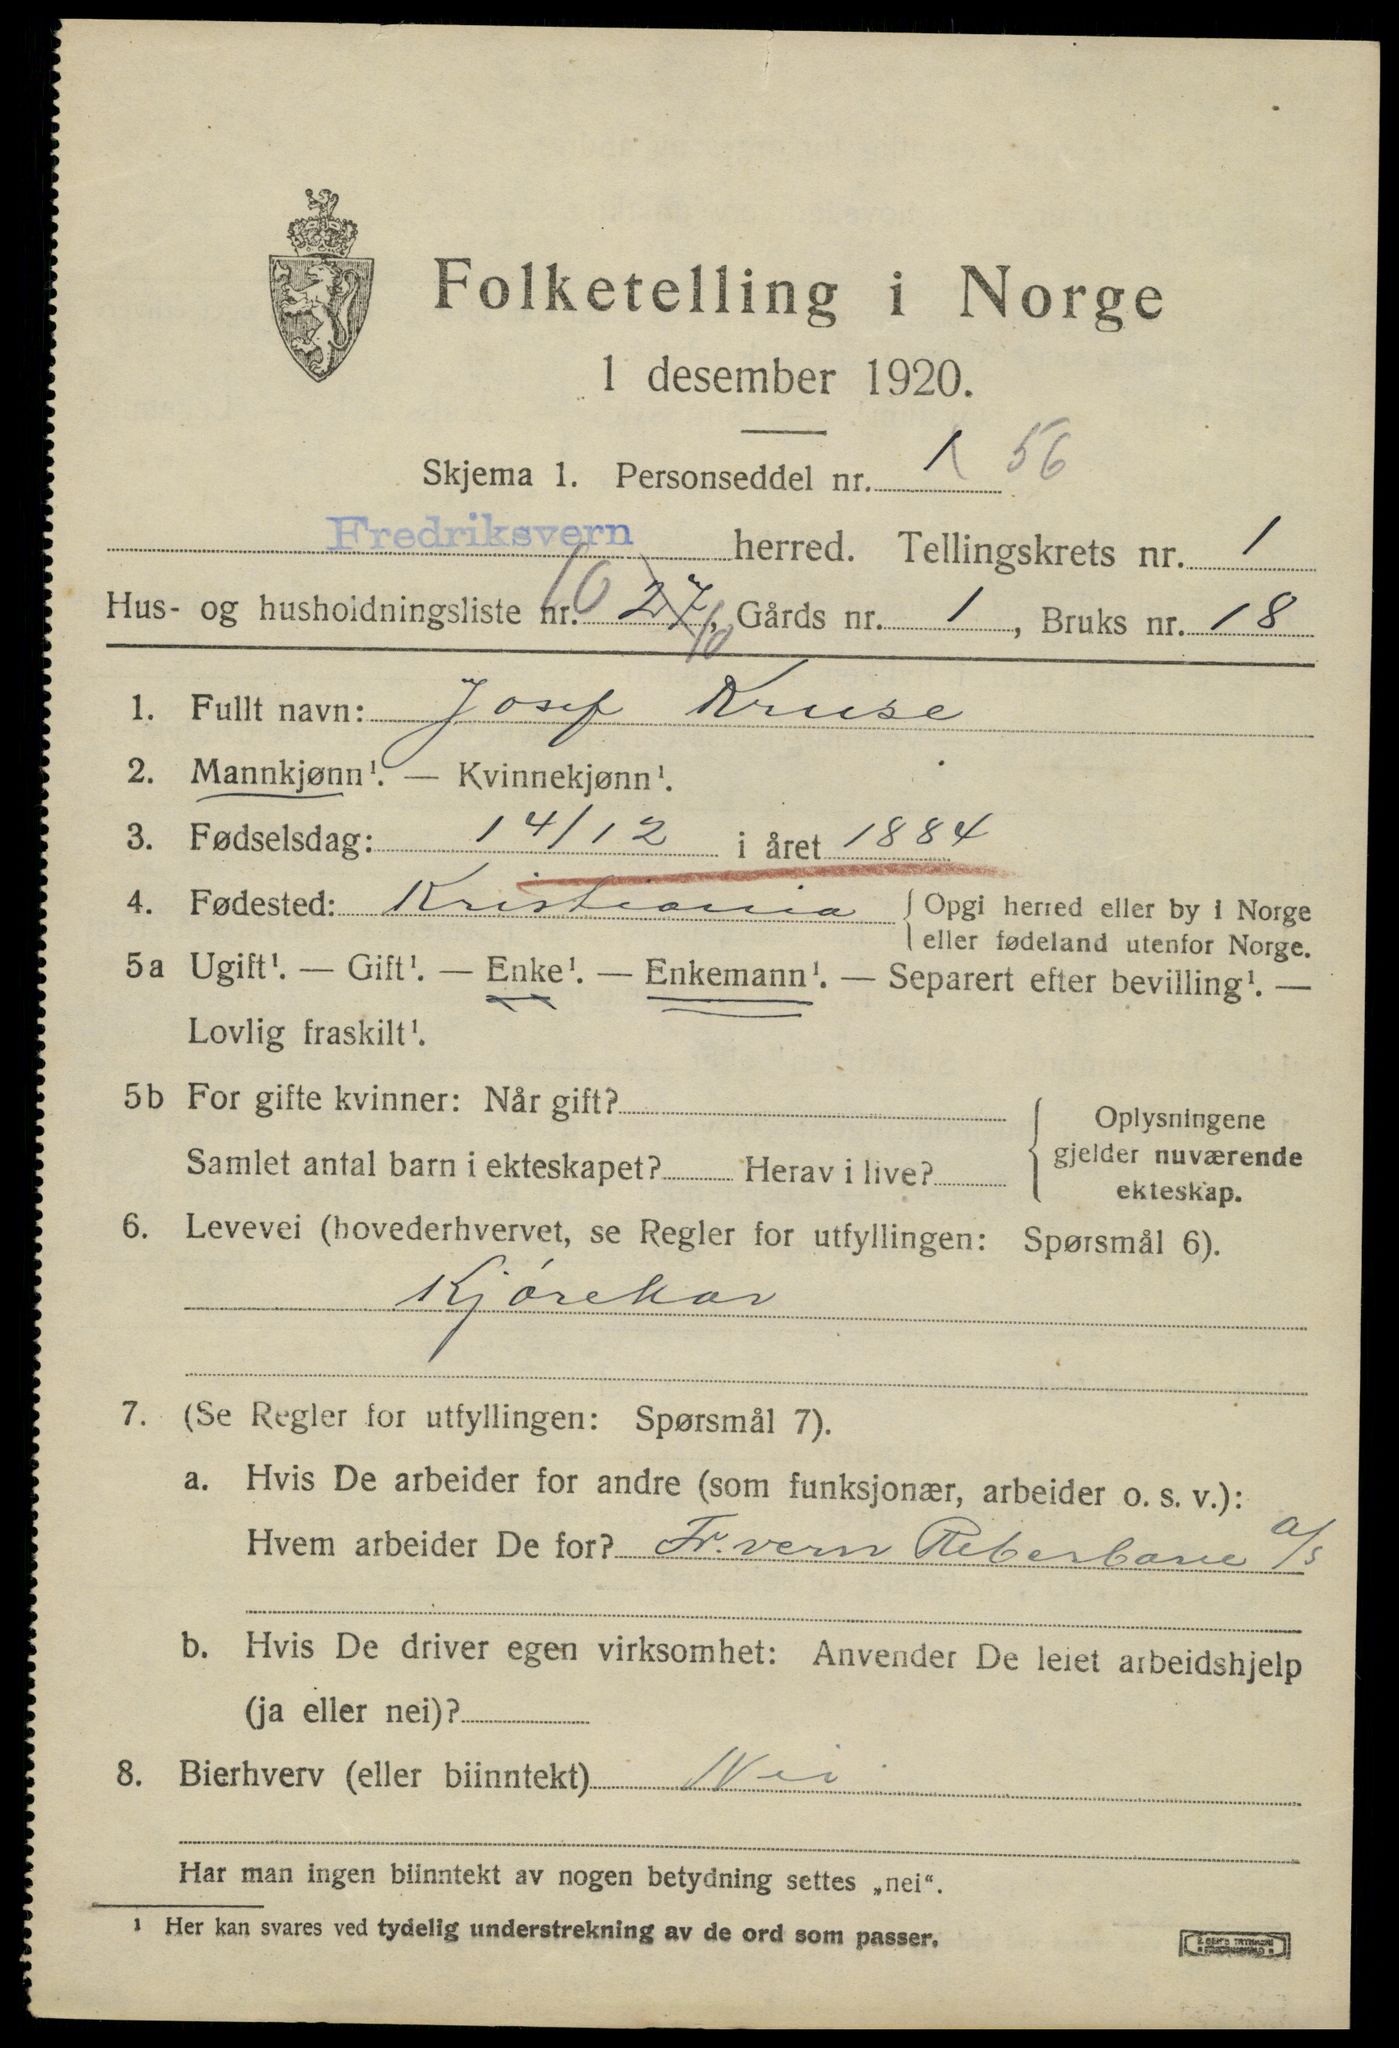 Folketelling i Norge
1 desember 1920.
Skjema 1. Personseddel nr. 1 56
Fredriksvern herred. Tellingskrets nr. 1
Hus- og husholdningsliste nr. 10 27 10, Gårds nr. 1, Bruks nr. 18
1. Fullt navn: Josef Kruse
2. Mannkjønn¹. — Kvinnekjønn¹.
3. Fødselsdag: 14/12 i året 1884
4. Fødested: Kristiania { Opgi herred eller by i Norge
eller fødeland utenfor Norge.
5a Ugift¹. — Gift¹. — Enke¹. — Enkemann¹. — Separert efter bevilling¹. —
Lovlig fraskilt¹.
5b For gifte kvinner: Når gift?
Samlet antal barn i ekteskapet? Herav i live?
{ Oplysningene
gjelder nuværende
ekteskap.
6. Levevei (hovederhvervet, se Regler for utfyllingen: Spørsmål 6).
Kjørekar
7. (Se Regler for utfyllingen: Spørsmål 7).
a. Hvis De arbeider for andre (som funksjonær, arbeider o. s. v.):
Hvem arbeider De for? Fr.vern Reberbane a/s
b. Hvis De driver egen virksomhet: Anvender De leiet arbeidshjelp
(ja eller nei)?
8. Bierhverv (eller biinntekt) Nei
Har man ingen biinntekt av nogen betydning settes „nei“.
¹ Her kan svares ved tydelig understrekning av de ord som passer.